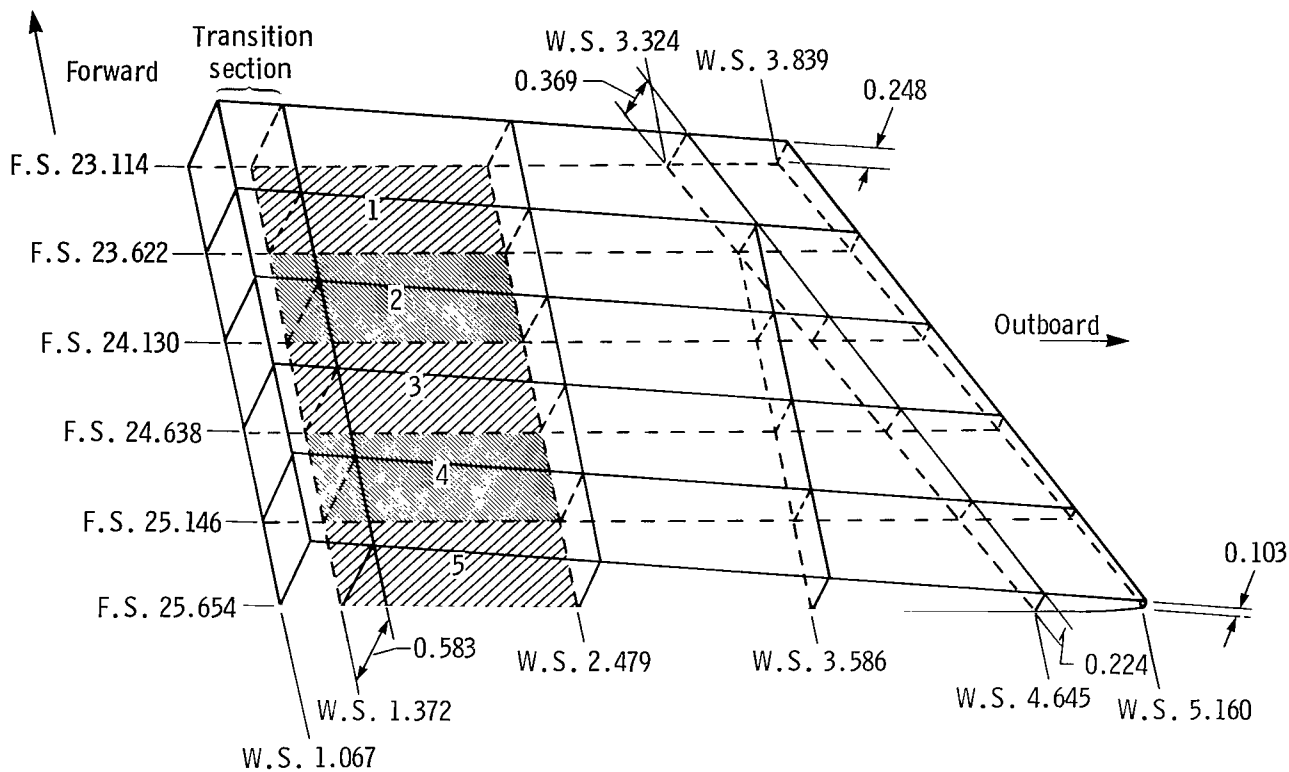 Transition
section
Forward
W.S. 3.324
W.S. 3.839
0.369
0.248
F.S. 23.114
1
F.S. 23.622
2
Outboard
F.S. 24.130
3
F.S. 24.638
4
F.S. 25.146
5
0.103
F.S. 25.654
0.583
W.S. 2.479
W.S. 3.586
0.224
W.S. 4.645
W.S. 5.160
W.S. 1.372
W.S. 1.067